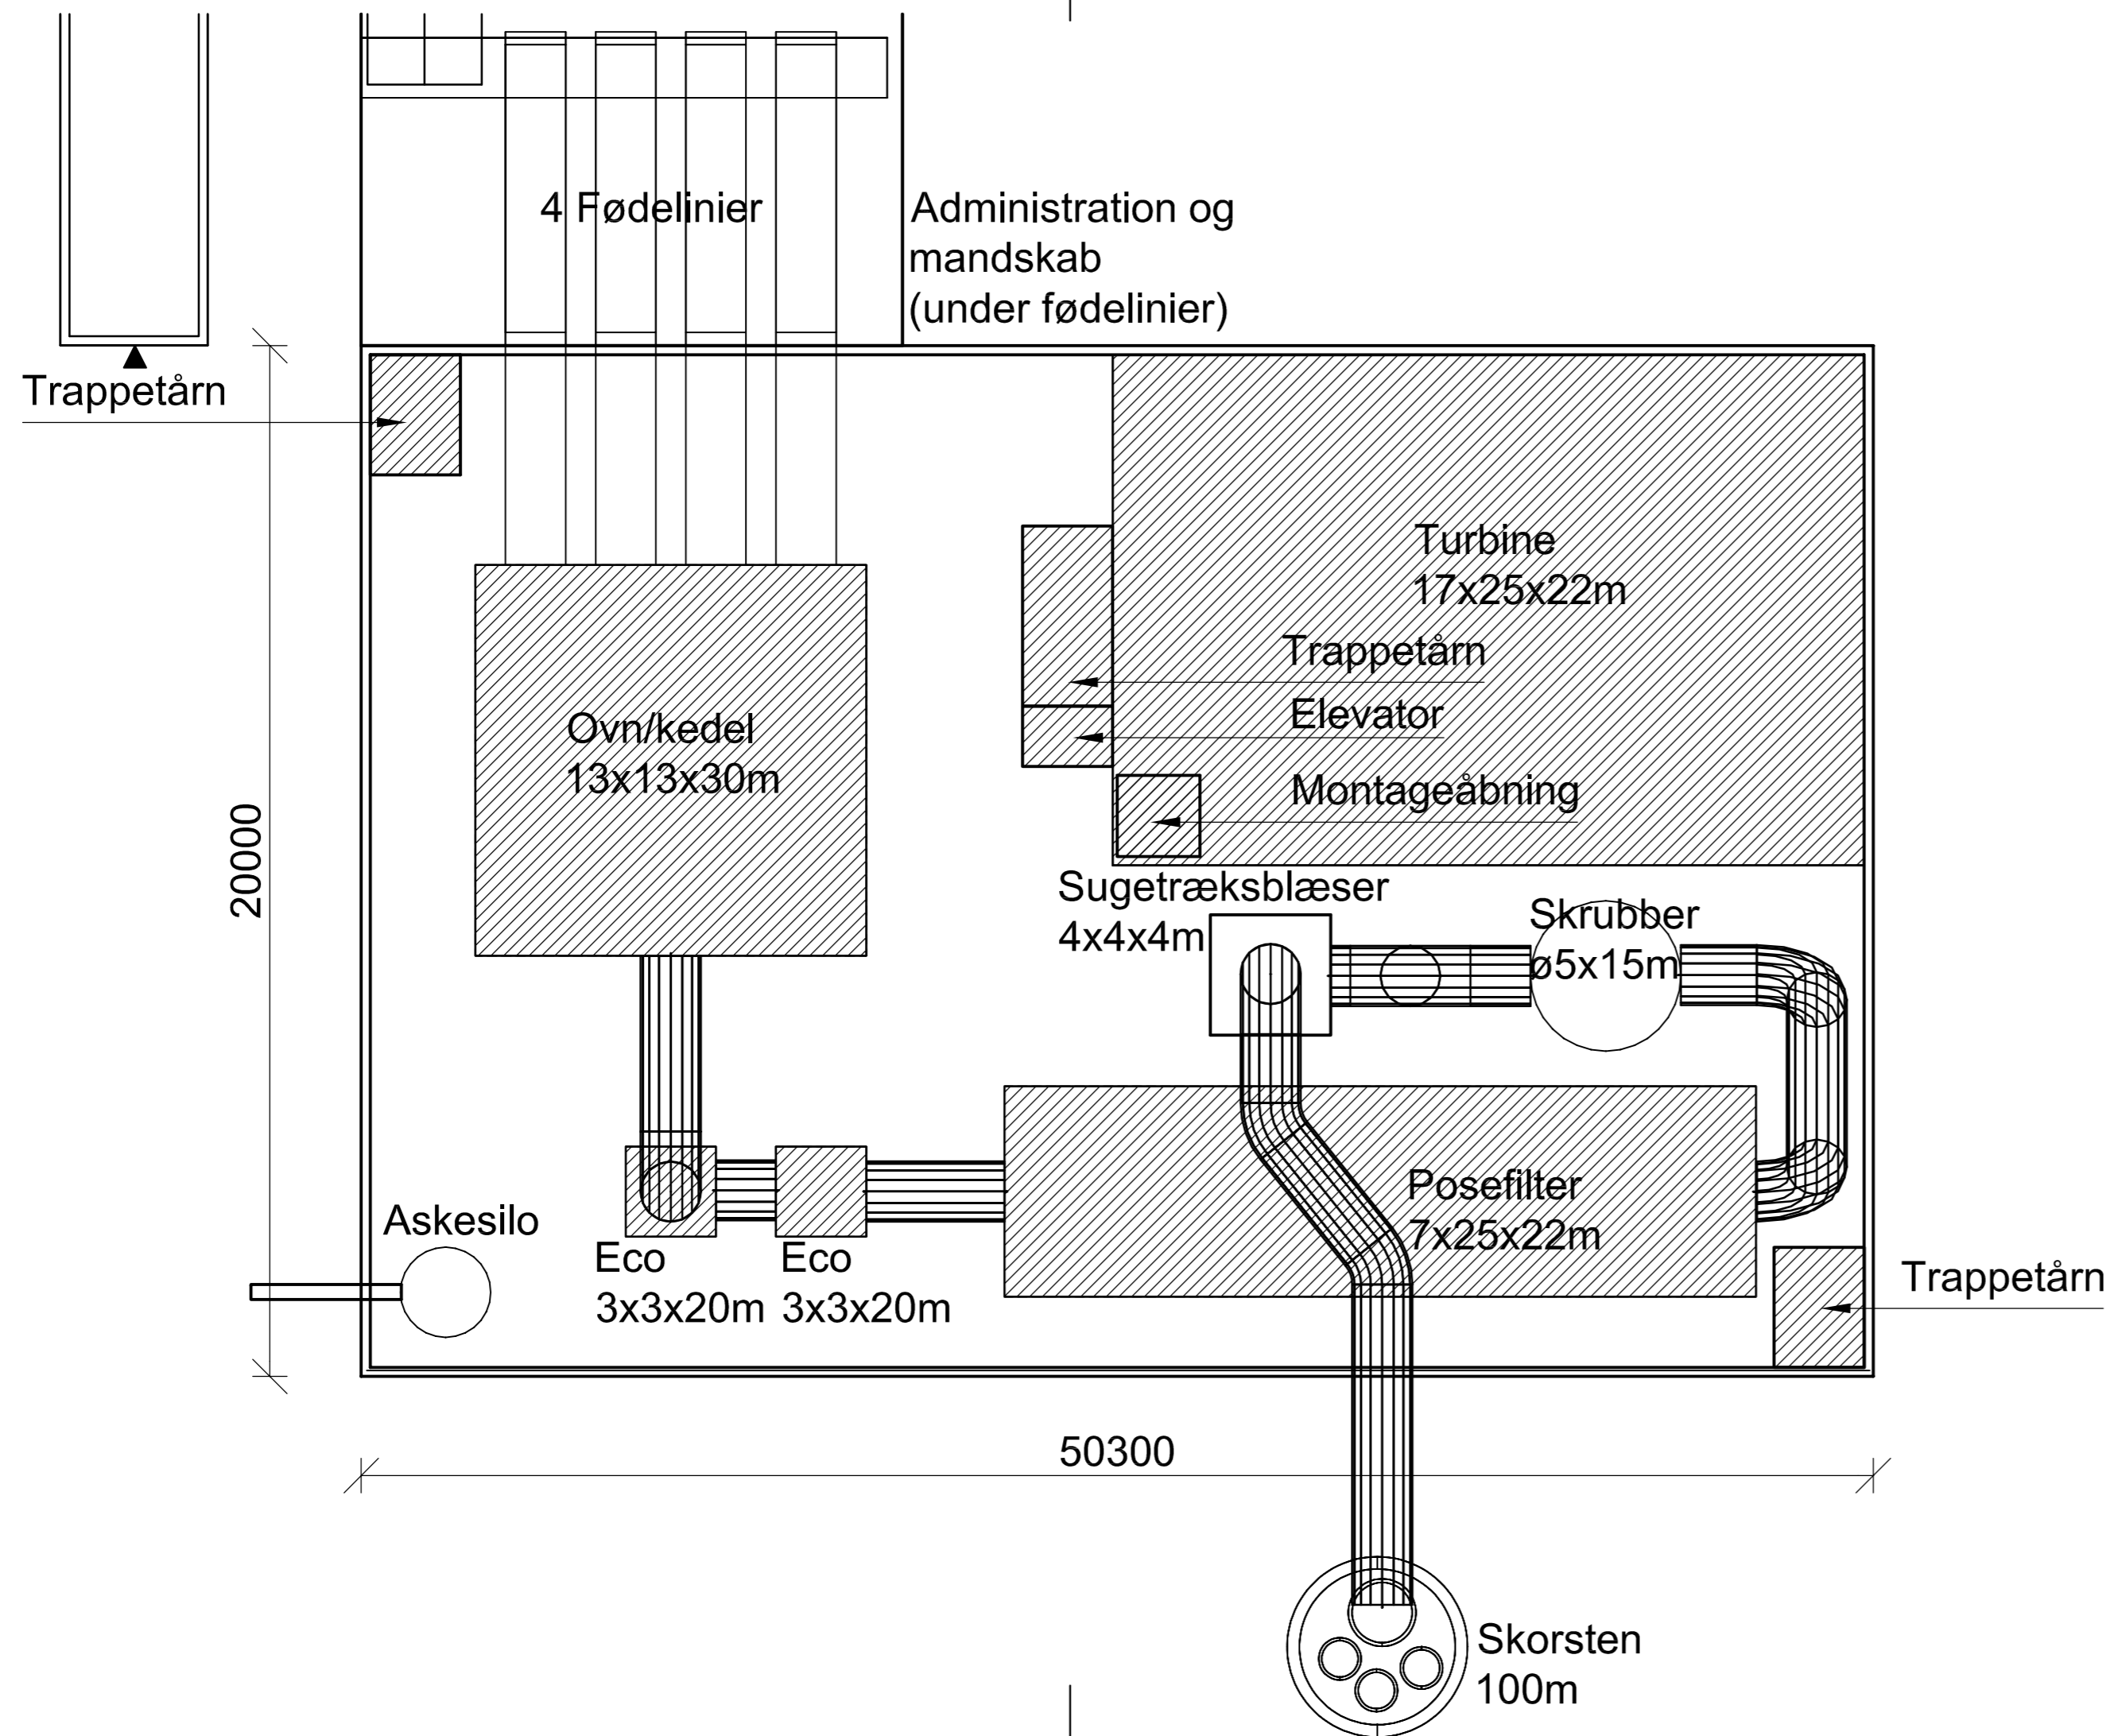 4 Fødelinier
Administration og
mandskab
(under fødelinier)
Trappetårn
Turbine
17x25x22m
Trappetårn
Elevator
Ovn/kedel
13x13x30m
Montageåbning
20000
Sugetræksblæser
4x4x4m
Skrubber
ø5x15m
Posefilter
7x25x22m
Askesilo
Eco
3x3x20m
Eco
3x3x20m
Trappetårn
50300
Skorsten
100m